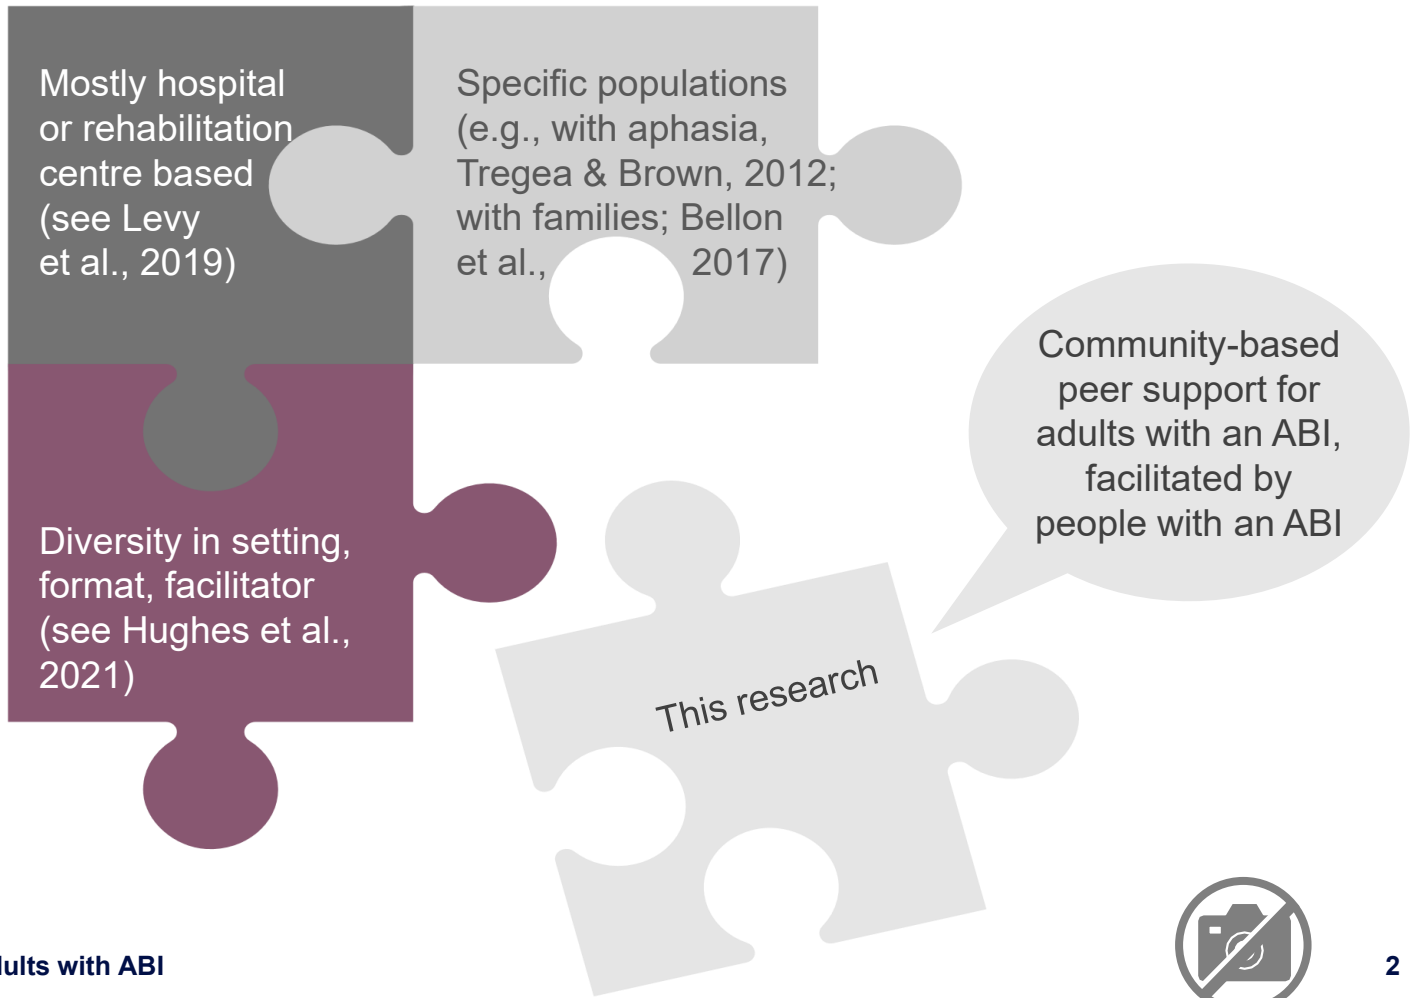 Mostly hospital
or rehabilitation
centre based
(see Levy
et al., 2019)
Specific populations
(e.g., with aphasia,
Tregea & Brown, 2012;
with families; Bellon
et al., 2017)
Diversity in setting,
format, facilitator
(see Hughes et al.,
2021)
This research
Community-based
peer support for
adults with an ABI,
facilitated by
people with an ABI
with ABI
2